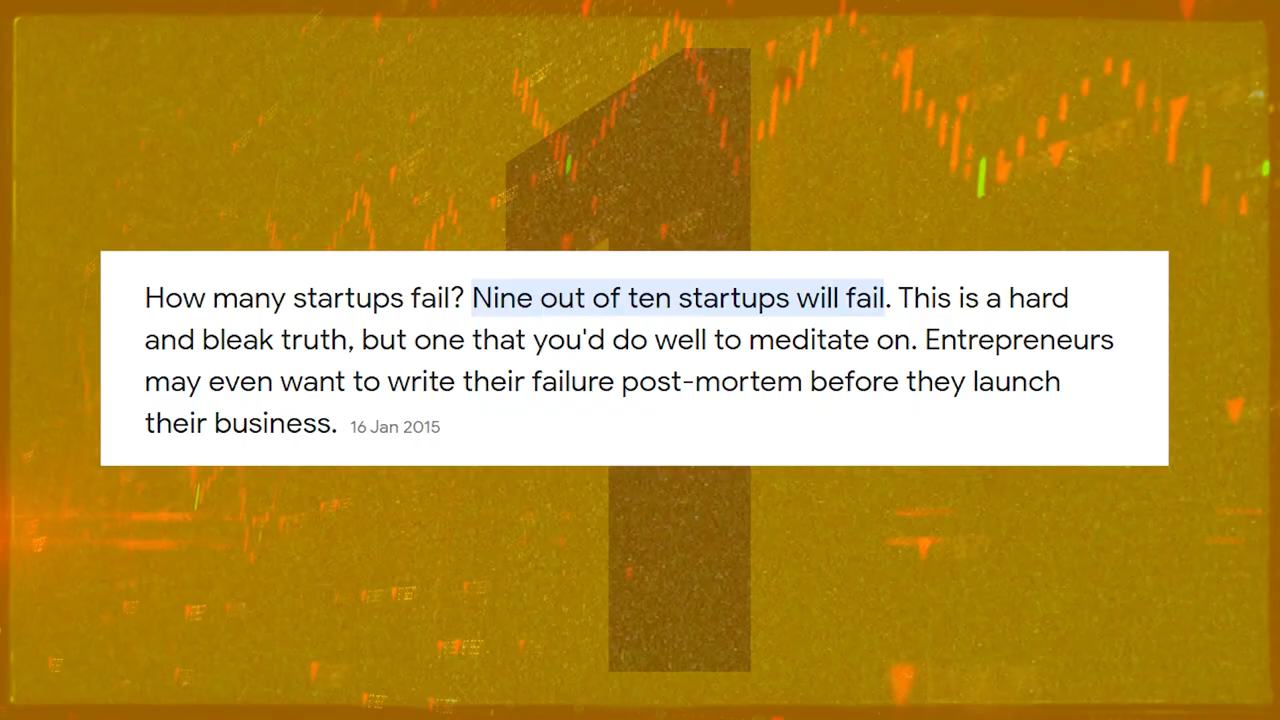 1
How many startups fail? Nine out of ten startups will fail. This is a hard
and bleak truth, but one that you'd do well to meditate on. Entrepreneurs
may even want to write their failure post-mortem before they launch
their business. 16 Jan 2015